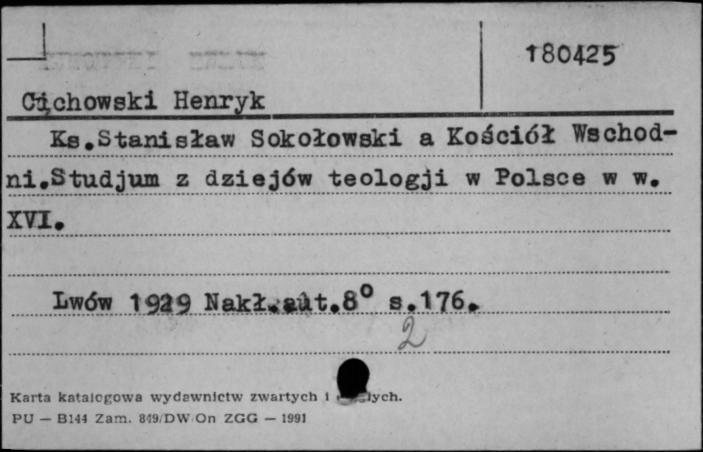 180425
Cichowski Henryk
Ks.Stanisław Sokołowski a Kościół Wschod-
ni.Studjum z dziejów teologji w Polsce w w.
XVI.
Lwów 1929 Nakł.aut.8° s.176.
2
Karta katalogowa wydawnictw zwartych i
PU — B144 Zam. 849/DW/On ZGG — 1991